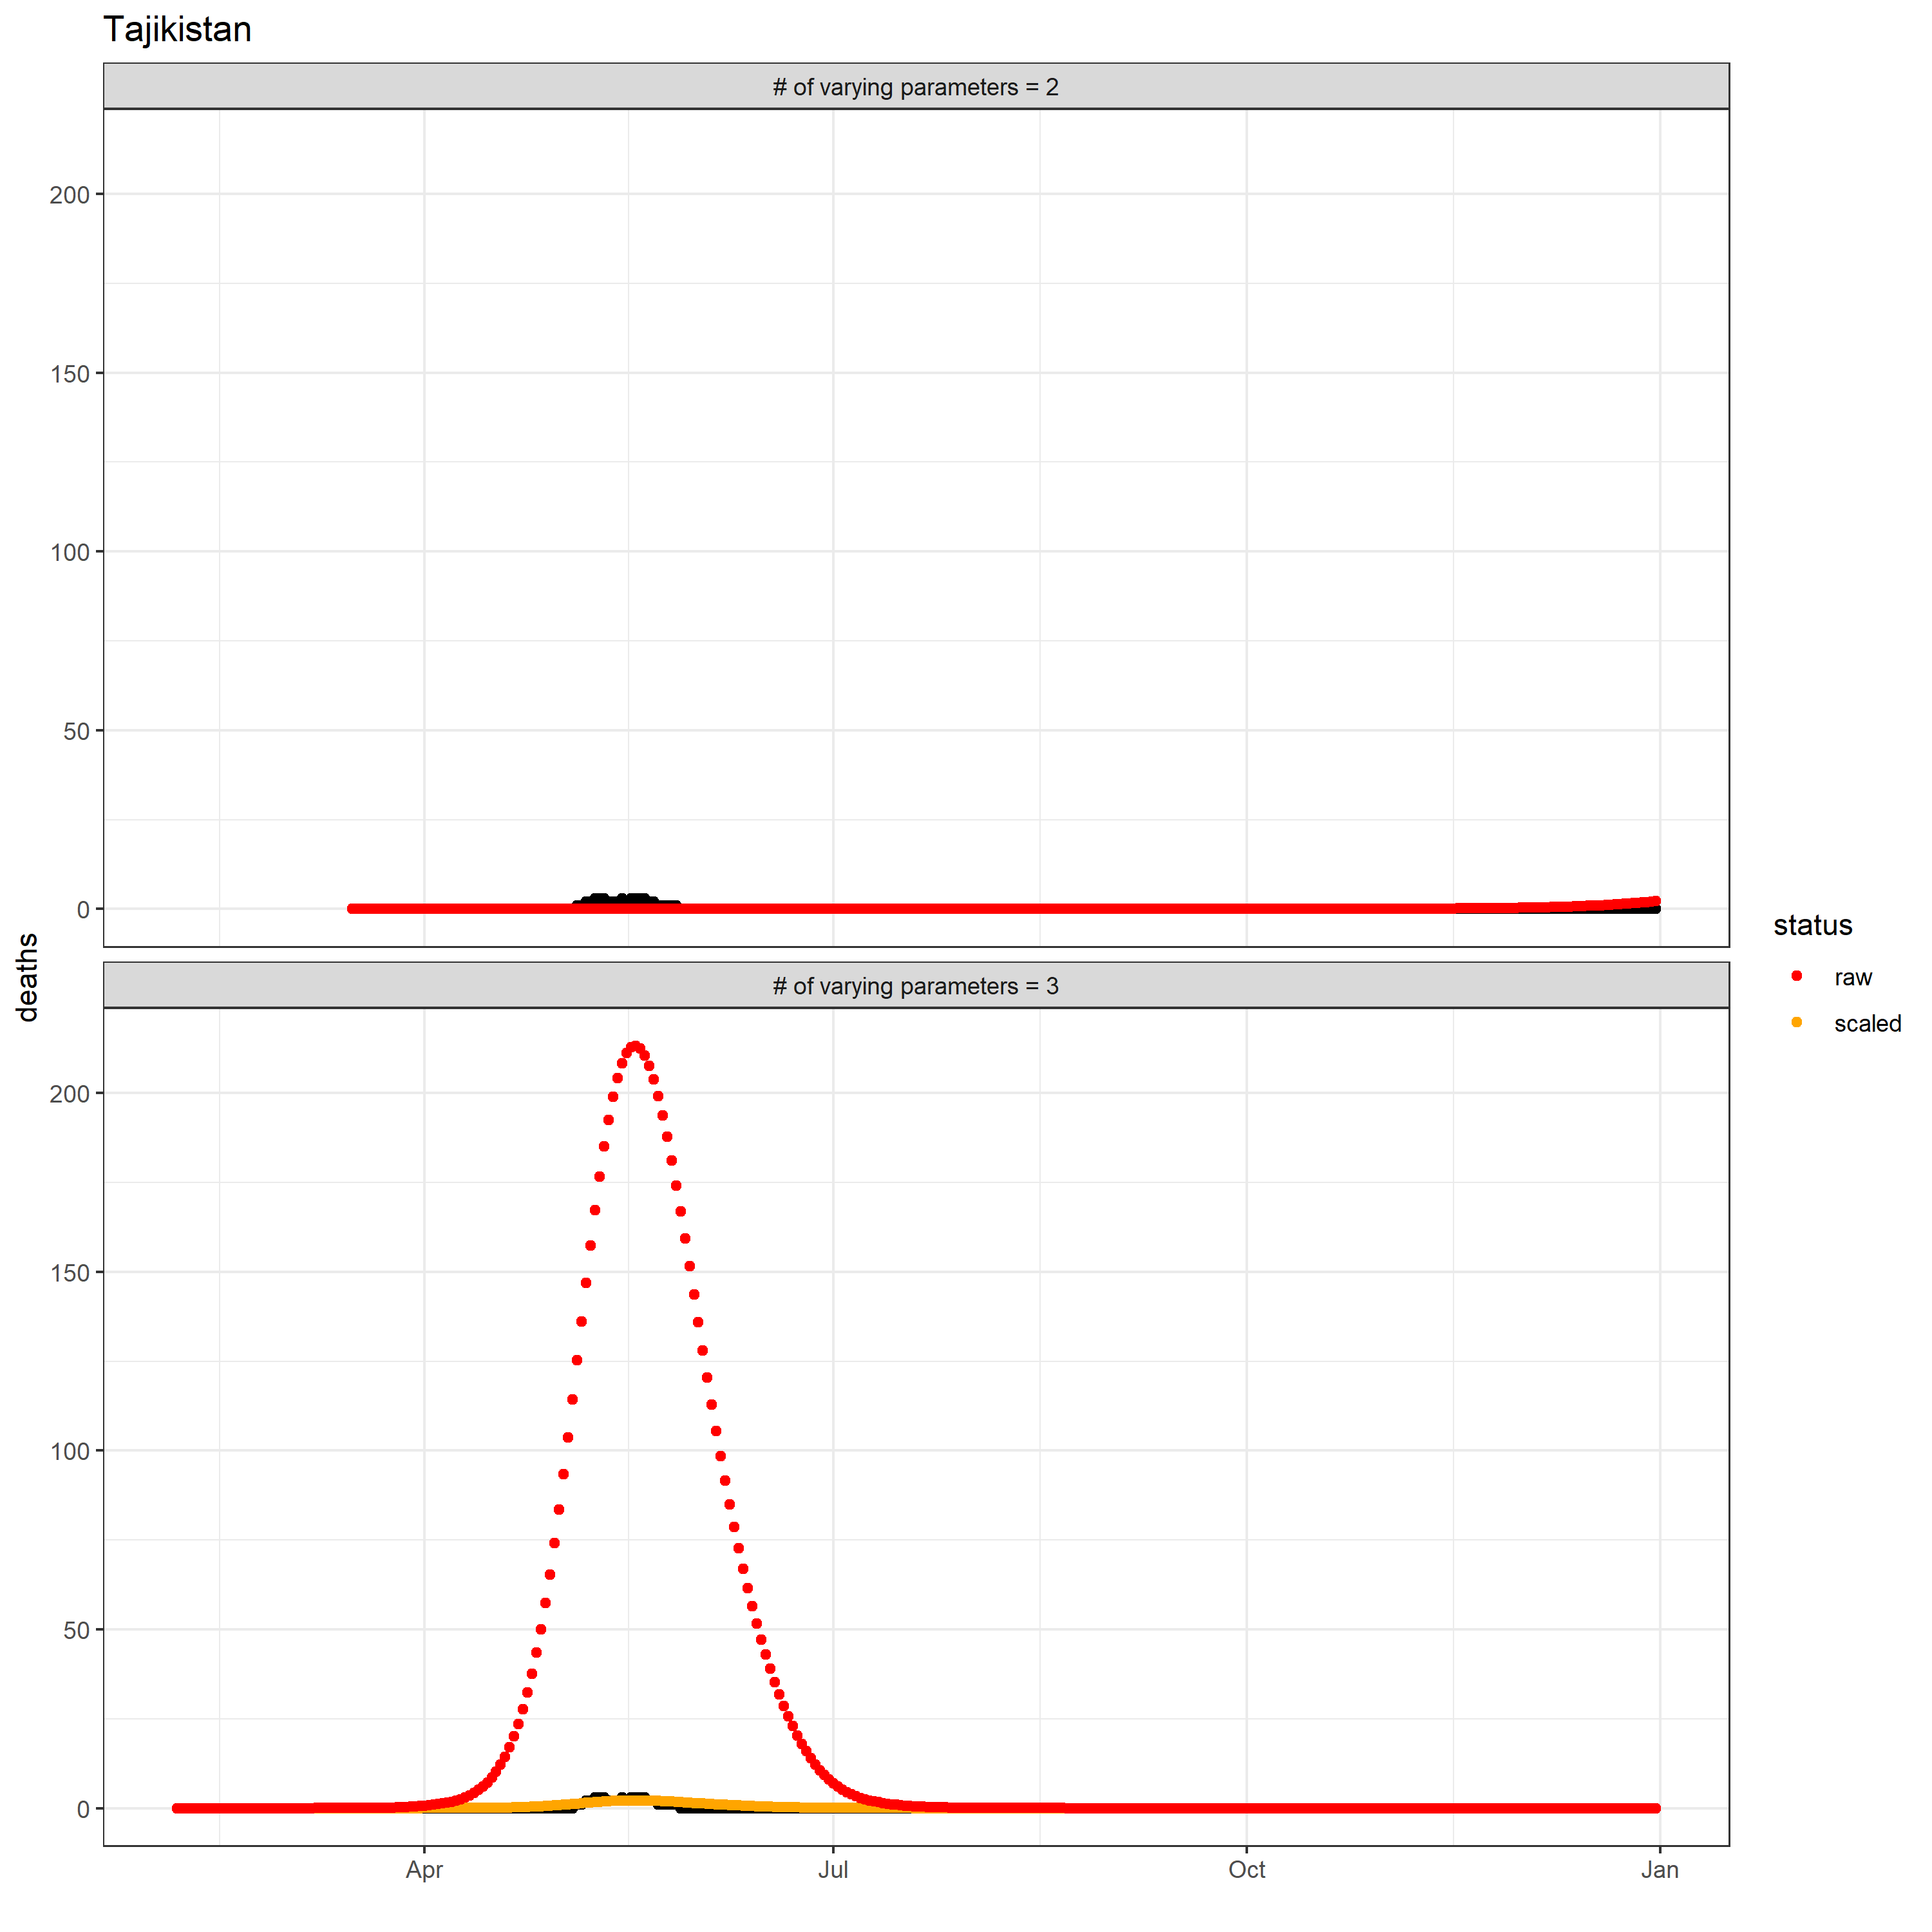 Tajikistan
# of varying parameters = 2
200
150
100
50
0
# of varying parameters = 3
200
150
100
50
0
Apr Jul Oct Jan
deaths
status
raw
scaled